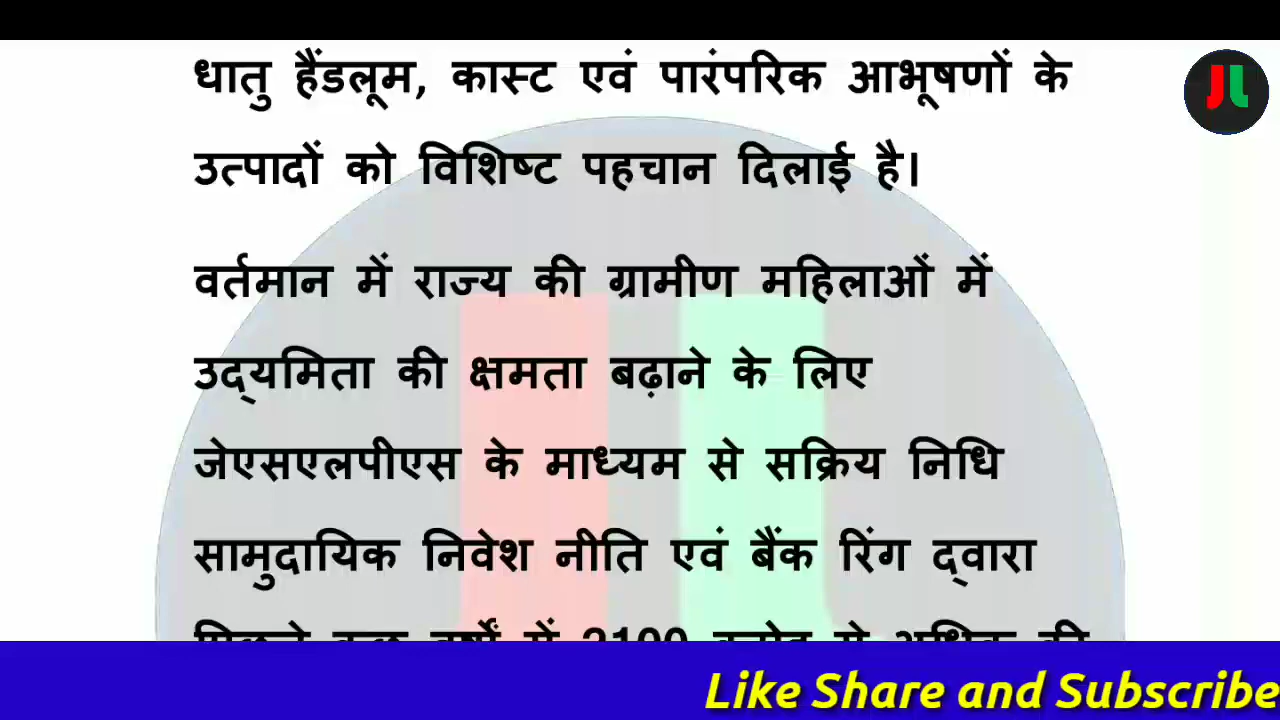 धातु हैंडलूम, कास्ट एवं पारंपरिक आभूषणों के
उत्पादों को विशिष्ट पहचान दिलाई है।
वर्तमान में राज्य की ग्रामीण महिलाओं में
उद्यमिता की क्षमता बढ़ाने के लिए
जेएसएलपीएस के माध्यम से सक्रिय निधि
सामुदायिक निवेश नीति एवं बैंक रिंग द्वारा
Like Share and Subscribe